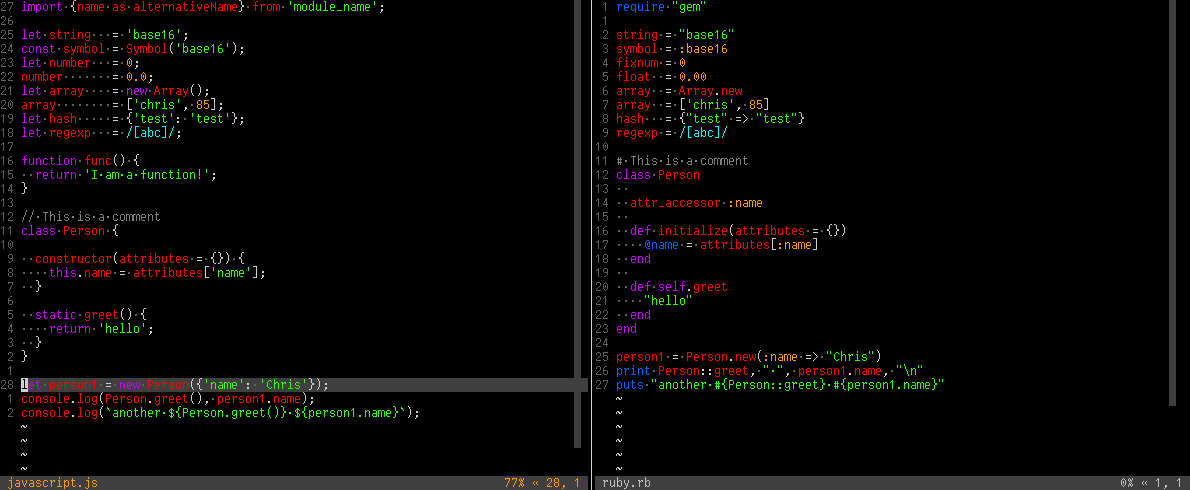 27 import {name·as·alternativeName}·from·'module_name';
26
25 let·string···=·'base16';
24 const·symbol·=·Symbol('base16');
23 let·number···=·0;
22 number·······=·0.0;
21 let·array····=·new·Array();
20 array········=·['chris',·85];
19 let·hash·····=·{'test':·'test'};
18 let·regexp···=·/[abc]/;
17
16 function·func()·{
15 ··return·'I·am·a·function!';
14 }
13
12 //·This·is·a·comment
11 class·Person·{
10
9 ··constructor(attributes·=·{})·{
8 ····this.name·=·attributes['name'];
7 ··}
6
5 ··static·greet()·{
4 ····return·'hello';
3 ··}
2 }
1
28 let·person1·=·new·Person({'name':·'Chris'});
1 console.log(Person.greet(),·person1.name);
2 console.log(`another·${Person.greet()}·${person1.name}`);
~
~
~
~
javascript.js 77% « 28, 1
1 require·"gem"
1
2 string·=·"base16"
3 symbol·=·:base16
4 fixnum·=·0
5 float··=·0.00
6 array··=·Array.new
7 array··=·['chris',·85]
8 hash···=·{"test"·=>·"test"}
9 regexp·=·/[abc]/
10
11 #·This·is·a·comment
12 class·Person
13 ··
14 ··attr_accessor·:name
15 ··
16 ··def·initialize(attributes·=·{})
17 ····@name·=·attributes[:name]
18 ··end
19 ··
20 ··def·self.greet
21 ····"hello"
22 ··end
23 end
24
25 person1·=·Person.new(:name·=>·"Chris")
26 print·Person::greet,·"·",·person1.name,·"\n"
27 puts·"another·#{Person::greet}·#{person1.name}"
~
~
~
~
~
~
ruby.rb 0% « 1, 1